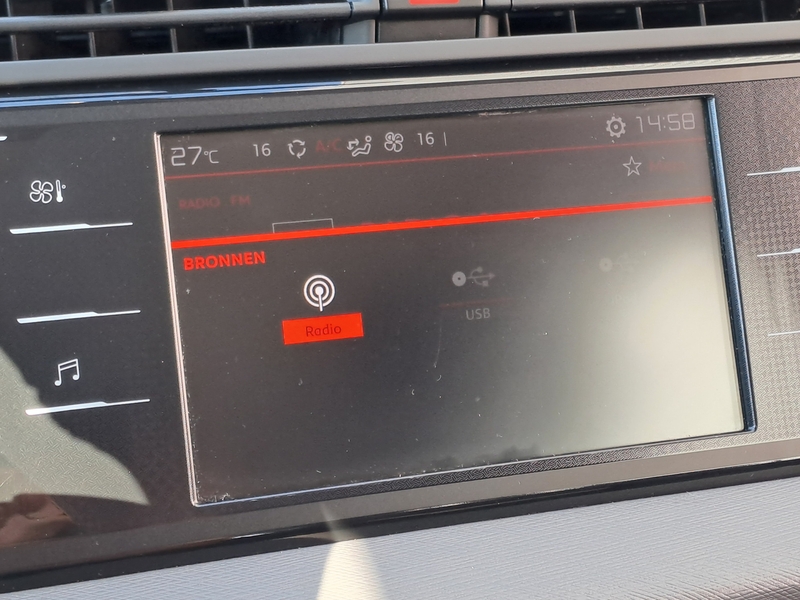 27°C 16 A/C 16 14:58
RADIO FM
BRONNEN
Radio
USB